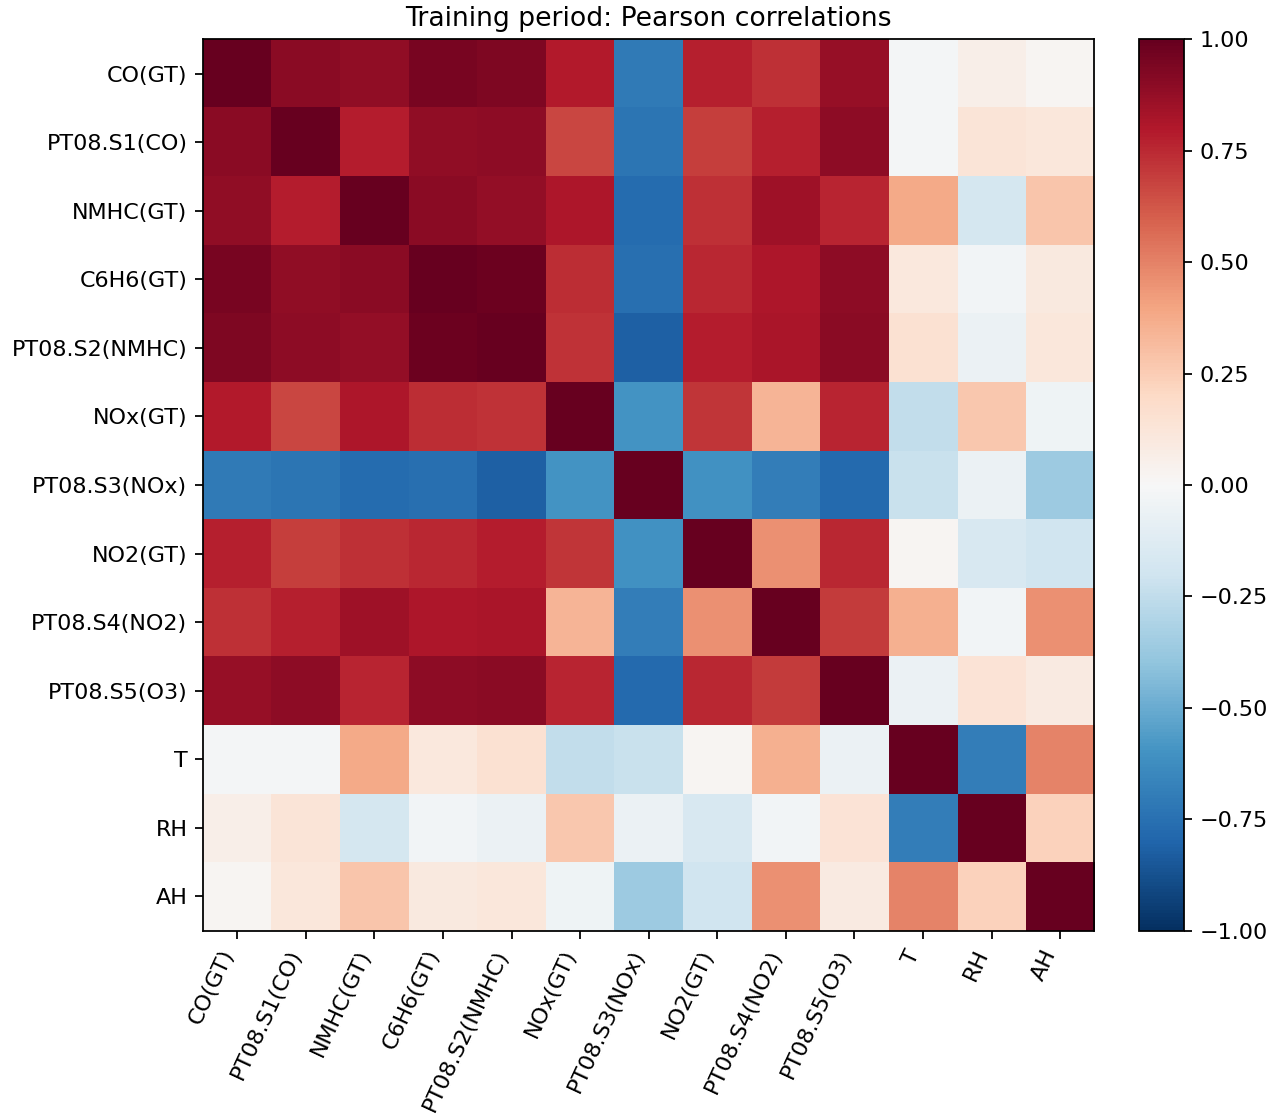 Training period: Pearson correlations
CO(GT)
PT08.S1(CO)
NMHC(GT)
C6H6(GT)
PT08.S2(NMHC)
NOx(GT)
PT08.S3(NOx)
NO2(GT)
PT08.S4(NO2)
PT08.S5(O3)
T
RH
AH
CO(GT)
PT08.S1(CO)
NMHC(GT)
C6H6(GT)
PT08.S2(NMHC)
NOx(GT)
PT08.S3(NOx)
NO2(GT)
PT08.S4(NO2)
PT08.S5(O3)
T
RH
AH
1.00
0.75
0.50
0.25
0.00
−0.25
−0.50
−0.75
−1.00